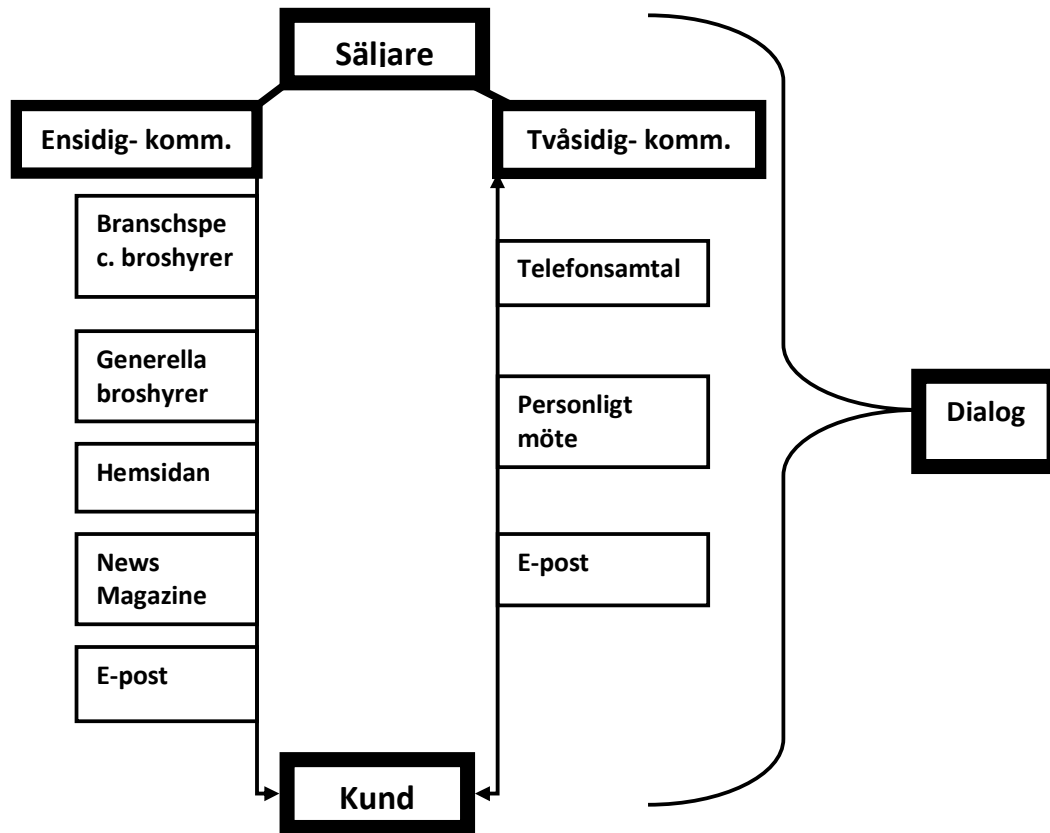 Säljare
Ensidig- komm.
Tvåsidig- komm.
Branschspe
c. broshyrer
Telefonsamtal
Generella
broshyrer
Personligt
möte
Dialog
Hemsidan
News
Magazine
E-post
E-post
Kund